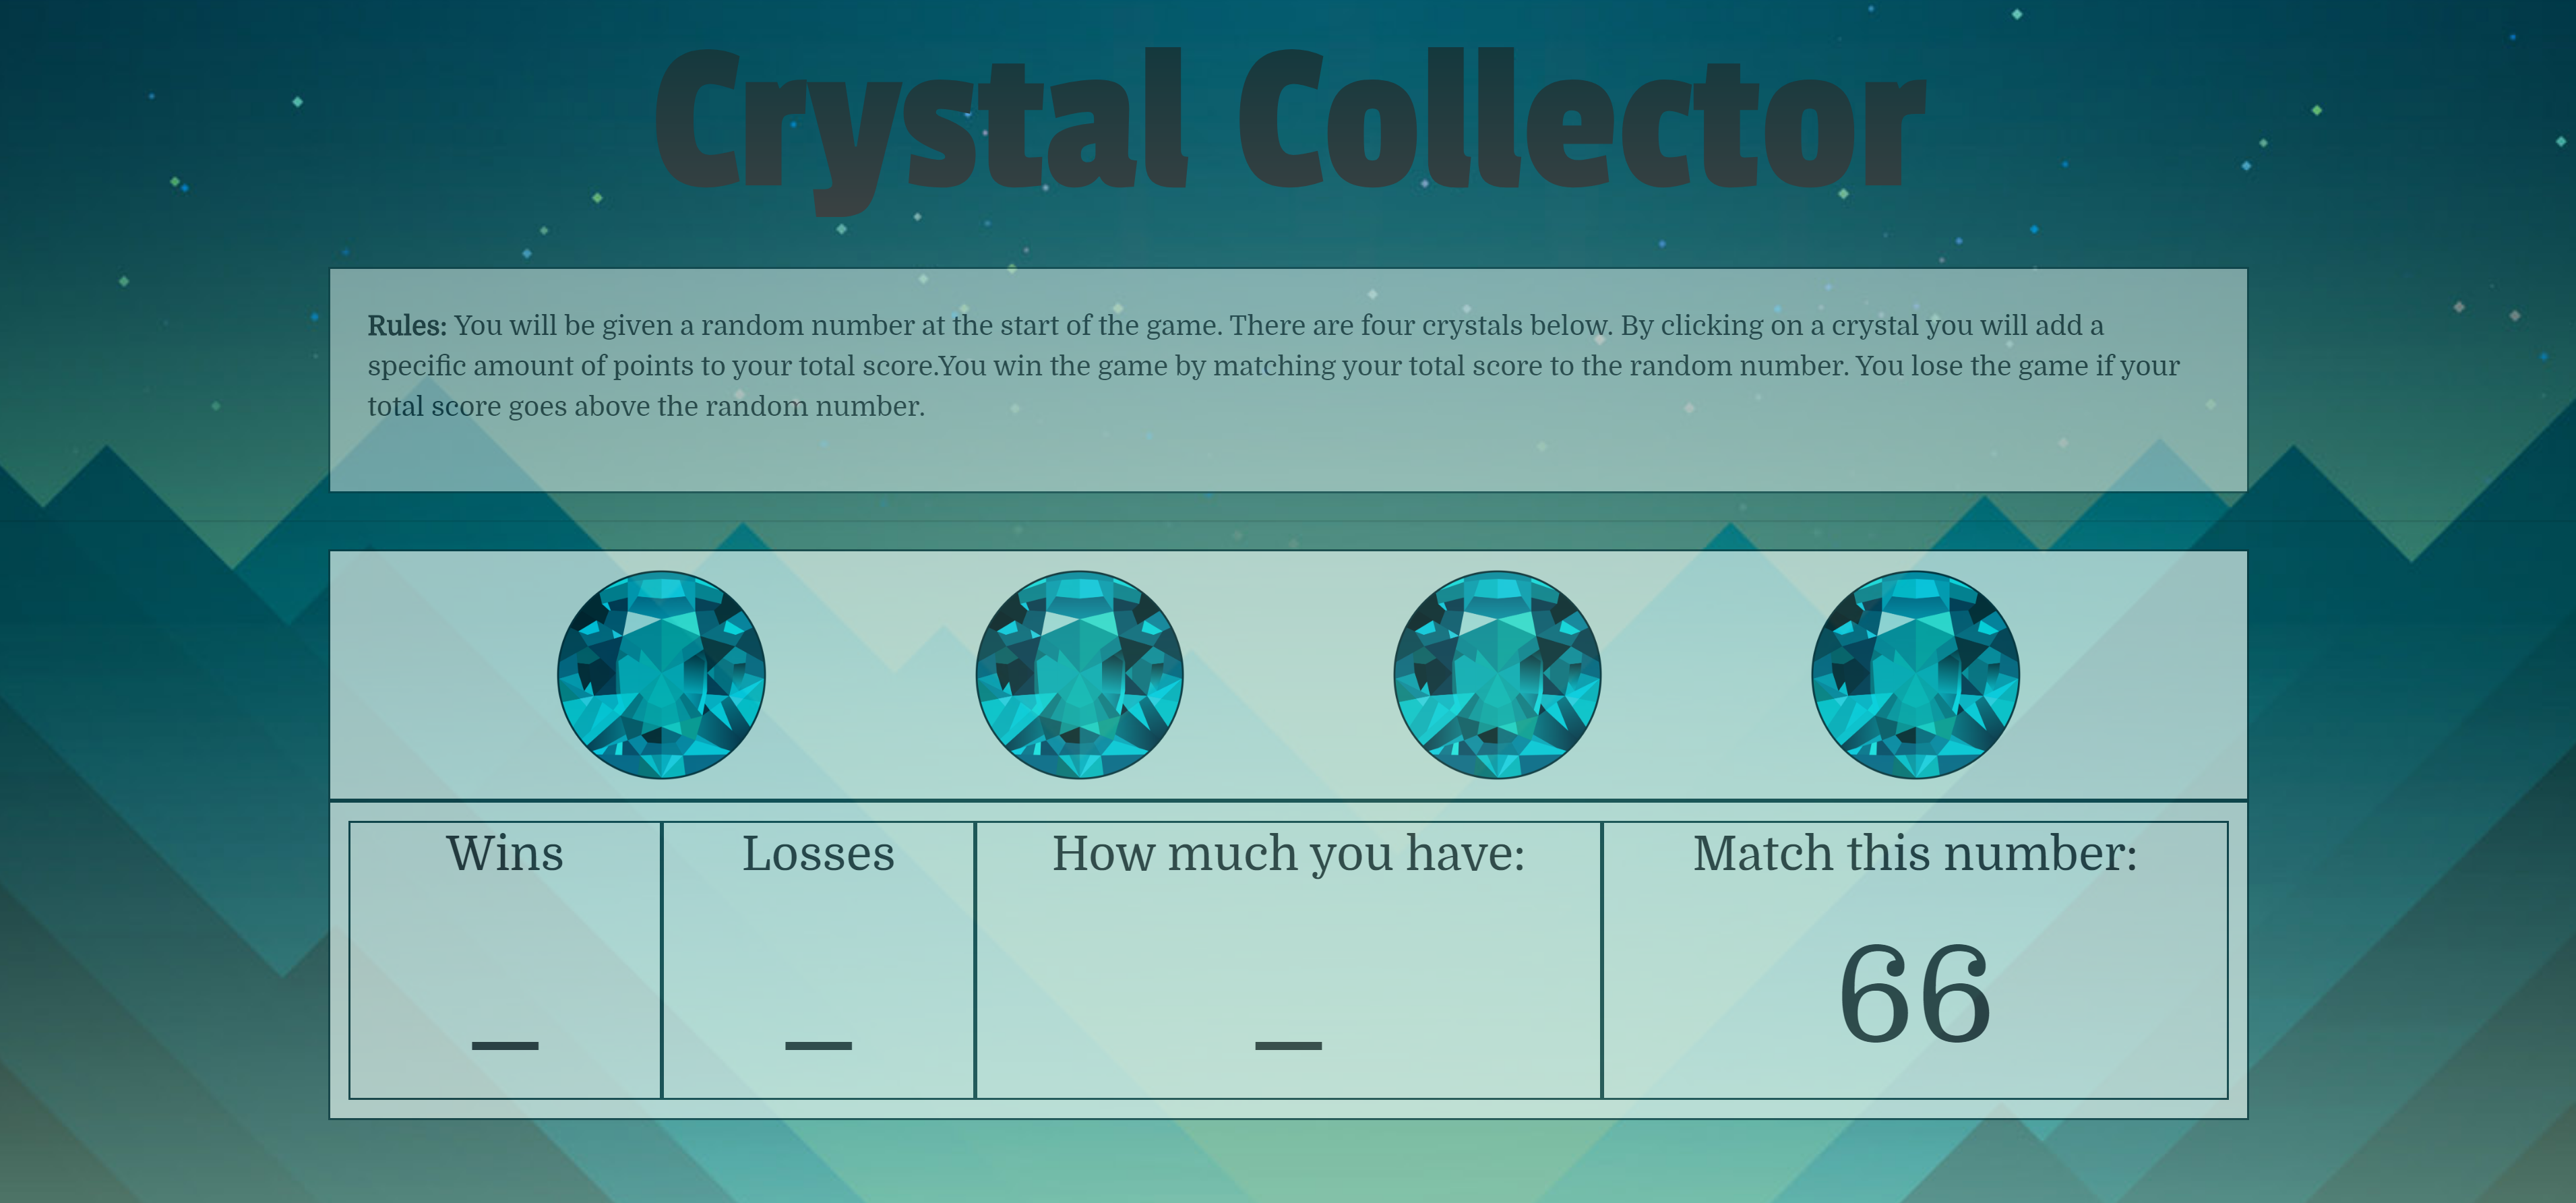 Crystal Collector
Rules: You will be given a random number at the start of the game. There are four crystals below. By clicking on a crystal you will add a
specific amount of points to your total score.You win the game by matching your total score to the random number. You lose the game if your
total score goes above the random number.
Wins
Losses
How much you have:
Match this number:
_
_
_
66